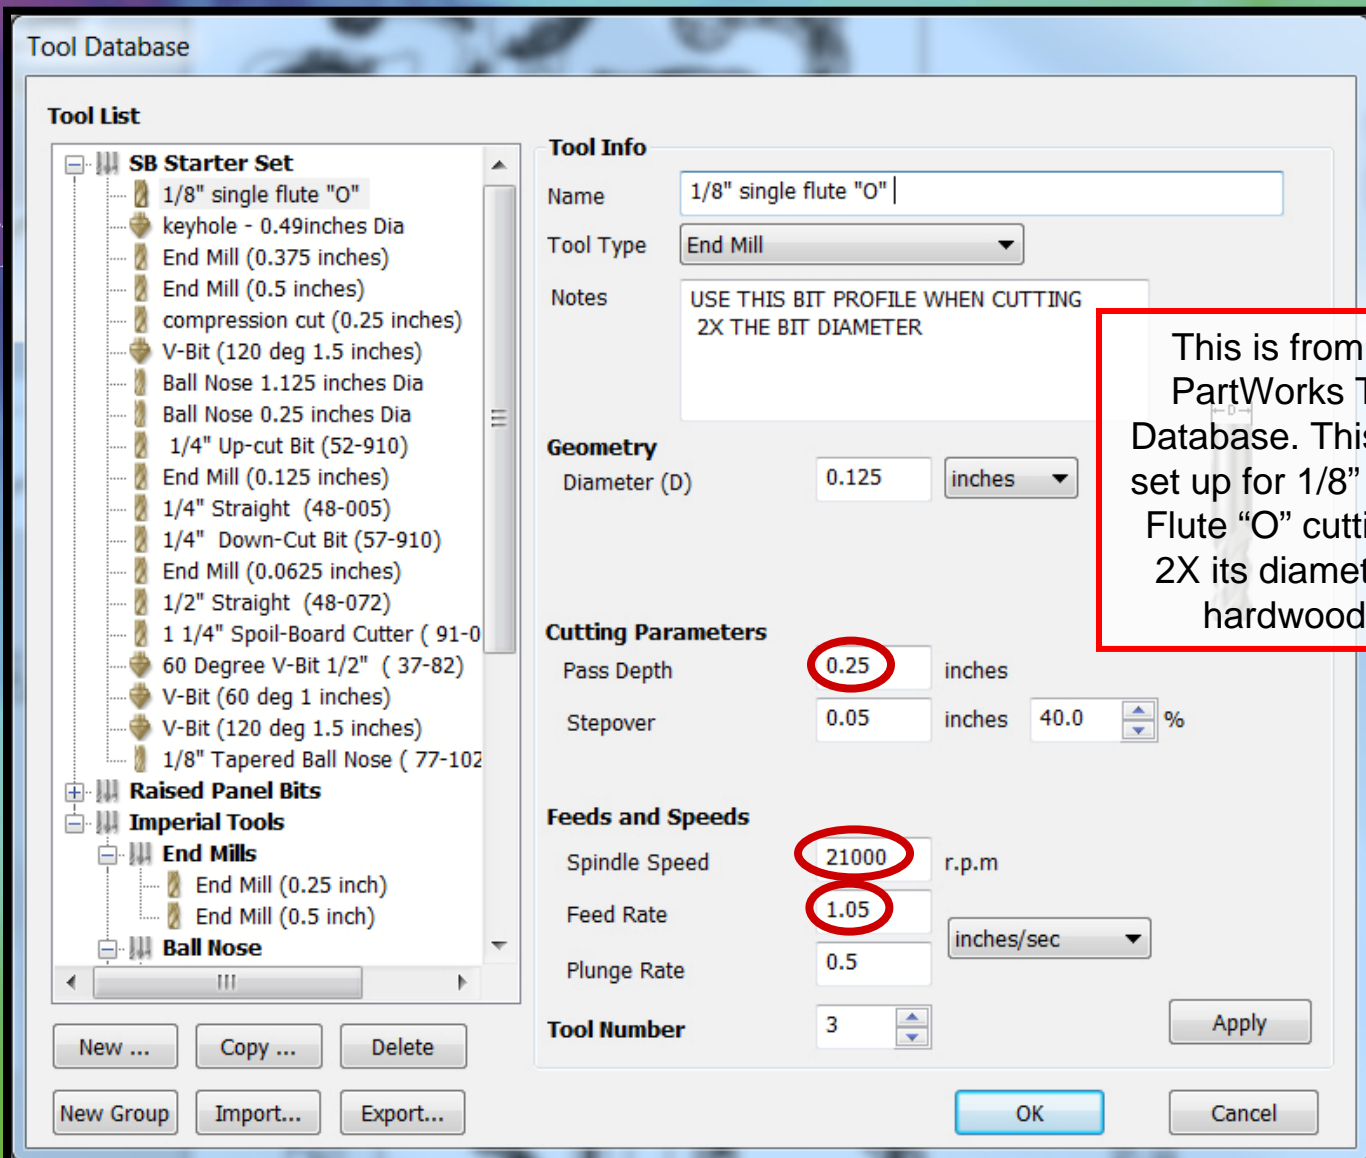 Tool Database
Tool List
SB Starter Set
1/8" single flute "O"
keyhole - 0.49inches Dia
End Mill (0.375 inches)
End Mill (0.5 inches)
compression cut (0.25 inches)
V-Bit (120 deg 1.5 inches)
Ball Nose 1.125 inches Dia
Ball Nose 0.25 inches Dia
1/4" Up-cut Bit (52-910)
End Mill (0.125 inches)
1/4" Straight (48-005)
1/4" Down-Cut Bit (57-910)
End Mill (0.0625 inches)
1/2" Straight (48-072)
1 1/4" Spoil-Board Cutter ( 91-0
60 Degree V-Bit 1/2" ( 37-82)
V-Bit (60 deg 1 inches)
V-Bit (120 deg 1.5 inches)
1/8" Tapered Ball Nose ( 77-102
Raised Panel Bits
Imperial Tools
End Mills
End Mill (0.25 inch)
End Mill (0.5 inch)
Ball Nose
New ... Copy ... Delete
New Group Import... Export...
Tool Info
Name 1/8" single flute "O"
Tool Type End Mill
Notes USE THIS BIT PROFILE WHEN CUTTING
2X THE BIT DIAMETER
Geometry
Diameter (D) 0.125 inches
Cutting Parameters
Pass Depth 0.25 inches
Stepover 0.05 inches 40.0 %
Feeds and Speeds
Spindle Speed 21000 r.p.m
Feed Rate 1.05
inches/sec
Plunge Rate 0.5
Tool Number 3
Apply
OK Cancel
This is from
PartWorks T
D
Database. This
set up for 1/8”
Flute “O” cutti
2X its diamet
hardwood